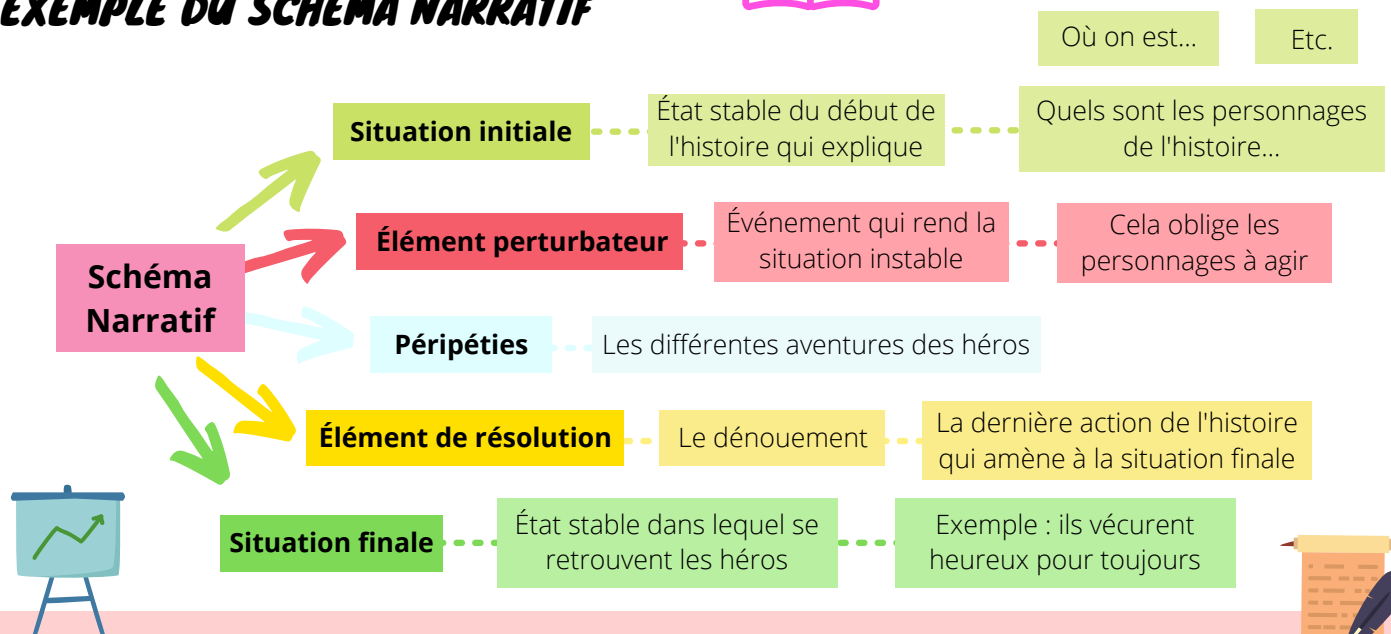 EXEMPLE DU SCHÉMA NARRATIF
Où on est...
Etc.
Situation initiale
État stable du début de
l'histoire qui explique
Quels sont les personnages
de l'histoire...
Élément perturbateur
Événement qui rend la
situation instable
Cela oblige les
personnages à agir
Schéma
Narratif
Péripéties
Les différentes aventures des héros
Élément de résolution
Le dénouement
La dernière action de l'histoire
qui amène à la situation finale
Situation finale
État stable dans lequel se
retrouvent les héros
Exemple : ils vécurent
heureux pour toujours